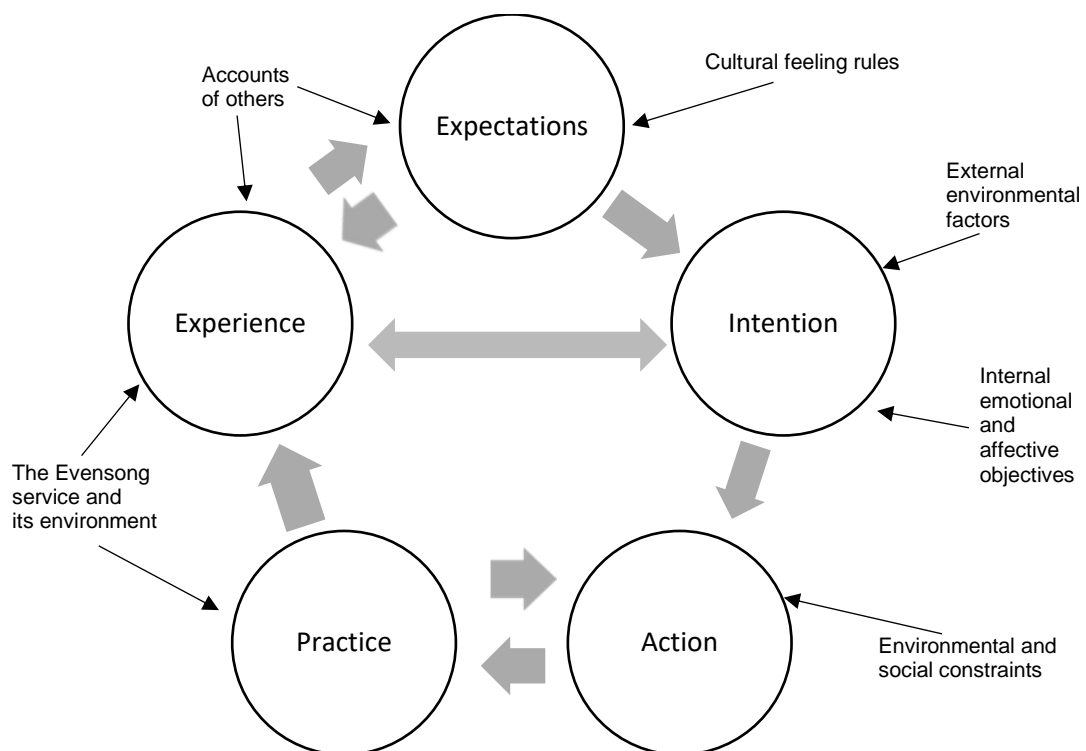 Cultural feeling rules
Accounts
of others
Expectations
External
environmental
factors
Experience
Intention
Internal
emotional
and
affective
objectives
The Evensong
service and
its environment
Practice
Action
Environmental and
social constraints